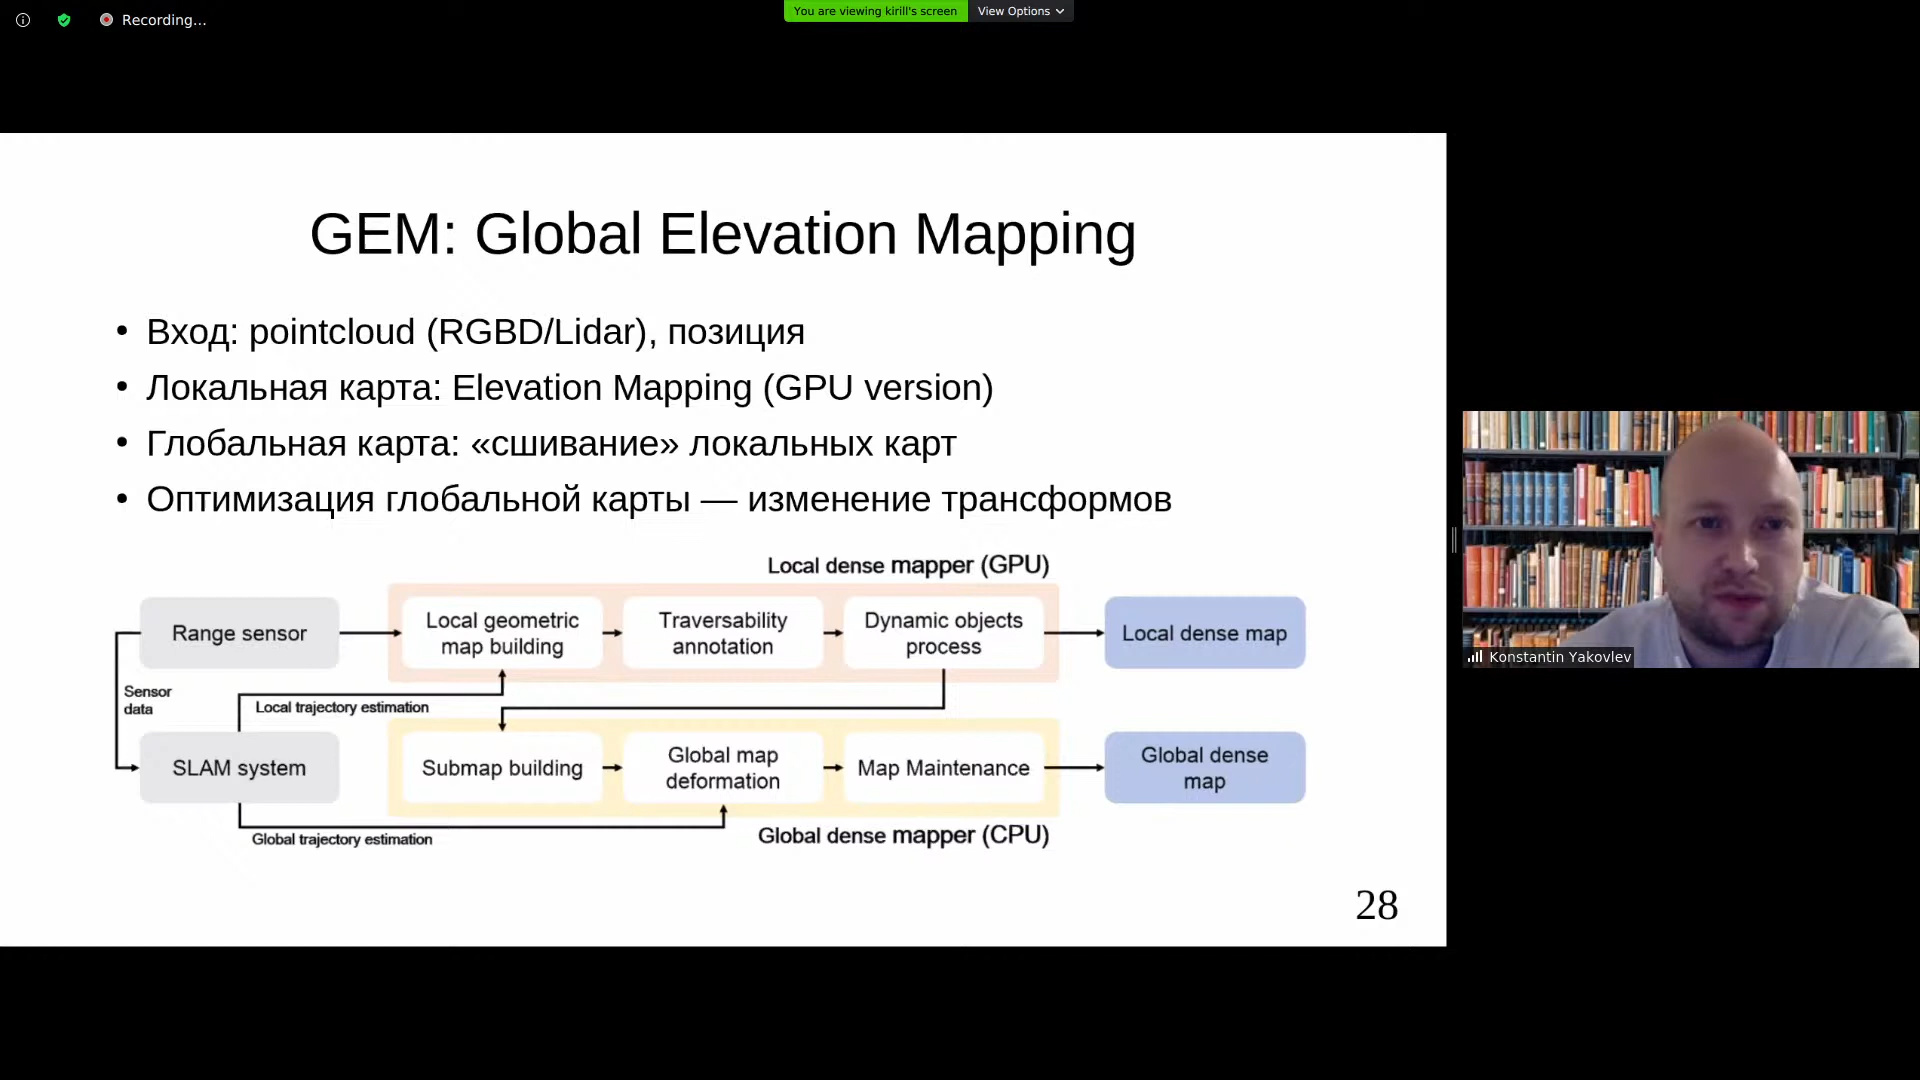 Recording...
You are viewing kirill's screen
View Options
GEM: Global Elevation Mapping
• Вход: pointcloud (RGBD/Lidar), позиция
• Локальная карта: Elevation Mapping (GPU version)
• Глобальная карта: «сшивание» локальных карт
• Оптимизация глобальной карты — изменение трансформов
Local dense mapper (GPU)
Range sensor
Local geometric
map building
Traversability
annotation
Dynamic objects
process
Local dense map
Sensor
data
Local trajectory estimation
SLAM system
Submap building
Global map
deformation
Map Maintenance
Global dense
map
Global trajectory estimation
Global dense mapper (CPU)
28
Konstantin Yakovlev